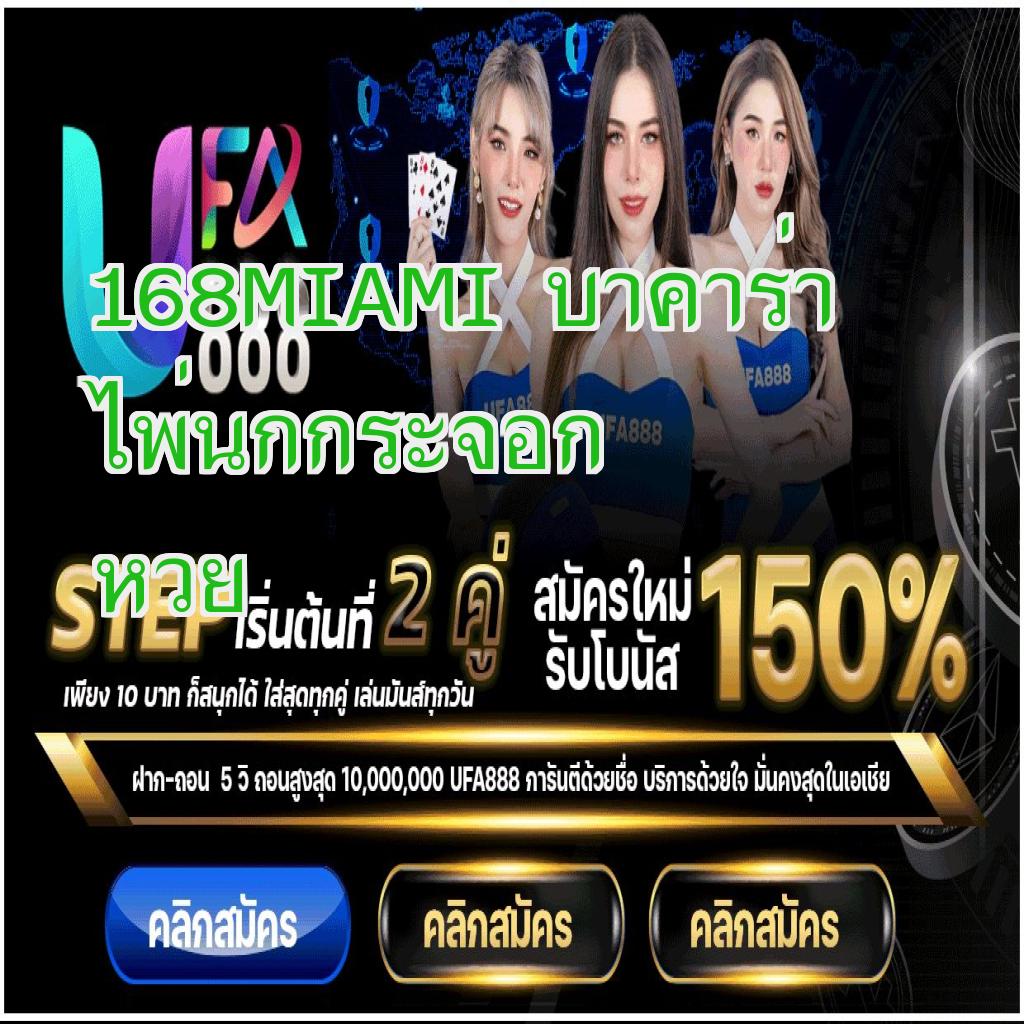 UFA
888
168MIAMI บาคาร่า
ไพ่นกกระจอก
หวย
UFA888
UFA888
UFA888
STEP เริ่มต้นที่ 2 คู่
เพียง 10 บาท ก็สนุกได้ ใส่สุดทุกคู่ เล่นมันส์ทุกวัน
สมัครใหม่
รับโบนัส
150%
ฝาก-ถอน 5 วิ ถอนสูงสุด 10,000,000 UFA888 การันตีด้วยชื่อ บริการด้วยใจ มั่นคงสุดในเอเชีย
คลิกสมัคร
คลิกสมัคร
คลิกสมัคร